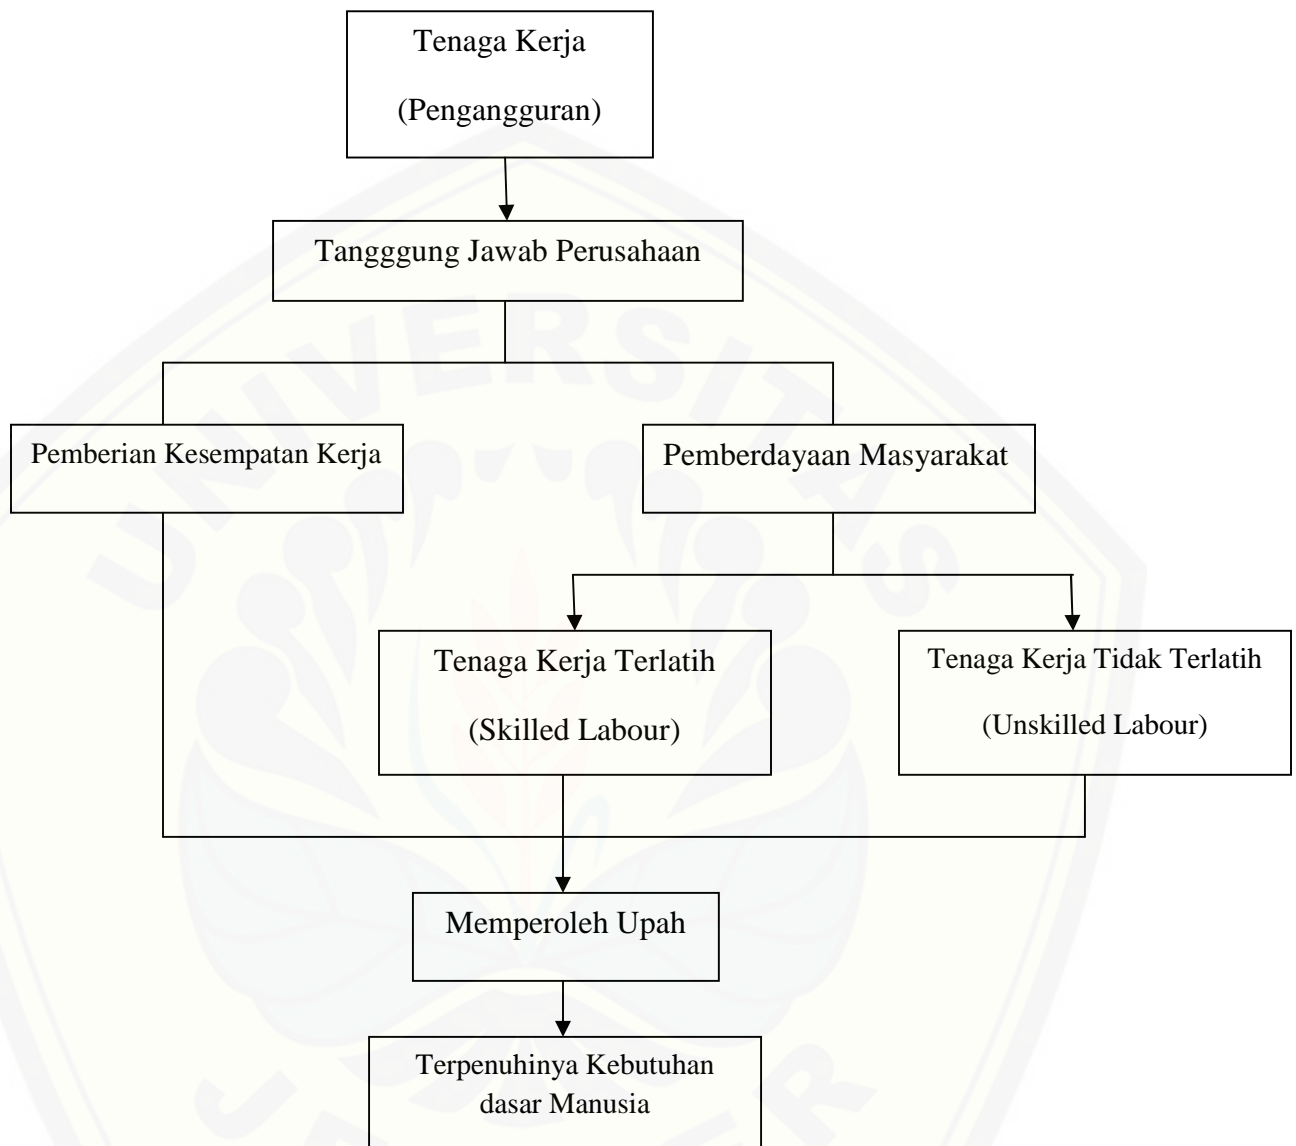 Tenaga Kerja
(Pengangguran)
Tangggung Jawab Perusahaan
Pemberian Kesempatan Kerja
Pemberdayaan Masyarakat
Tenaga Kerja Terlatih
(Skilled Labour)
Tenaga Kerja Tidak Terlatih
(Unskilled Labour)
Memperoleh Upah
Terpenuhinya Kebutuhan
dasar Manusia
UNIVERSITAS